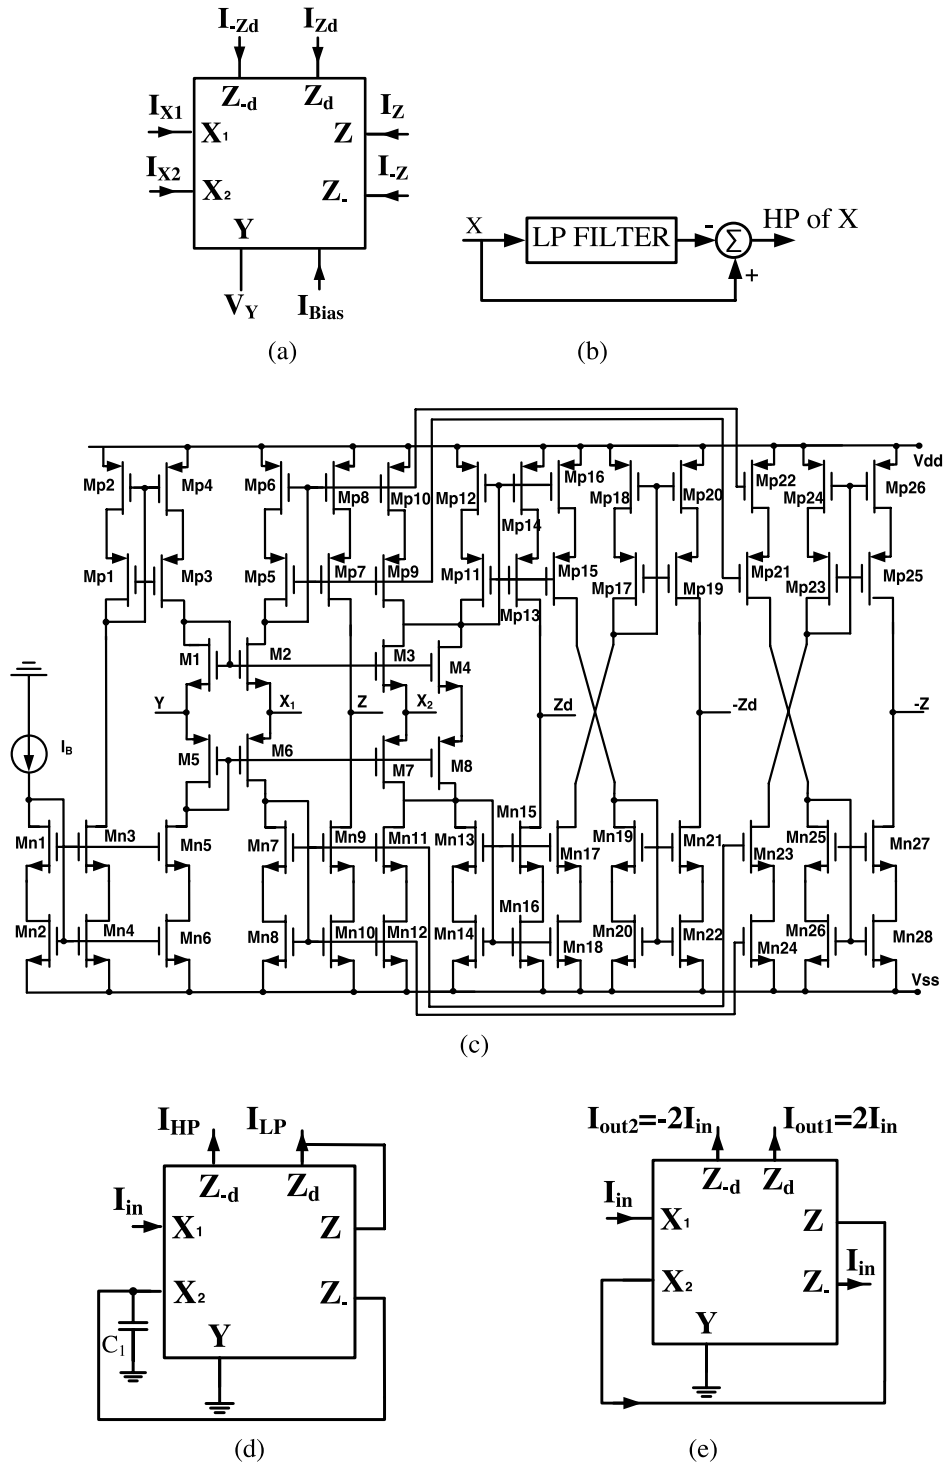 I-Zd IZd
Z-d Zd
IX1 X1 Z IZ
IX2 X2 Z- I-Z
Y
VY IBias
(a)
X LP FILTER - Σ HP of X
+
(b)
Vdd
Mp2 Mp4 Mp6 Mp8 Mp10 Mp12 Mp14 Mp16 Mp18 Mp20 Mp22 Mp24 Mp26
Mp1 Mp3 Mp5 Mp7 Mp9 Mp11 Mp13 Mp15 Mp17 Mp19 Mp21 Mp23 Mp25
M1 M2 M3 M4
Y X1 Z X2 Zd -Zd -Z
IB M5 M6 M7 M8
Mn1 Mn3 Mn5 Mn7 Mn9 Mn11 Mn13 Mn15 Mn17 Mn19 Mn21 Mn23 Mn25 Mn27
Mn2 Mn4 Mn6 Mn8 Mn10 Mn12 Mn14 Mn16 Mn18 Mn20 Mn22 Mn24 Mn26 Mn28
Vss
(c)
IHP ILP
Z-d Zd
Iin X1 Z
X2 Z-
C1 Y
(d)
Iout2=-2Iin Iout1=2Iin
Z-d Zd
Iin X1 Z
X2 Z- Iin
Y
(e)